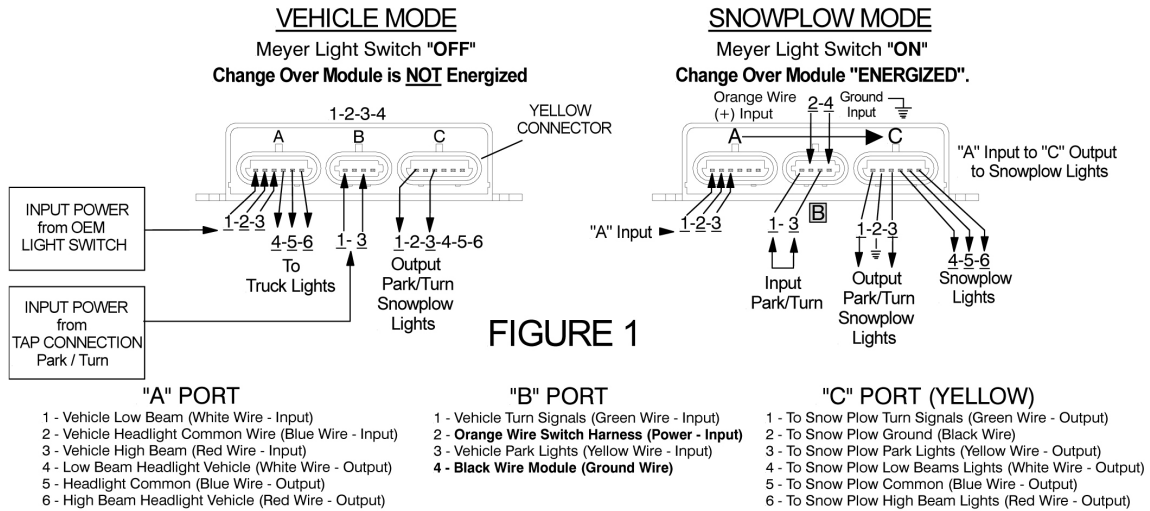 VEHICLE MODE
Meyer Light Switch "OFF"
Change Over Module is NOT Energized
1-2-3-4
A
B
C
YELLOW
CONNECTOR
INPUT POWER
from OEM
LIGHT SWITCH
1-2-3
4-5-6
To
Truck Lights
1- 3
1-2-3-4-5-6
Output
Park/Turn
Snowplow
Lights
INPUT POWER
from
TAP CONNECTION
Park / Turn
SNOWPLOW MODE
Meyer Light Switch "ON"
Change Over Module "ENERGIZED".
Orange Wire
(+) Input
2-4
Ground
Input
A
C
"A" Input to "C" Output
to Snowplow Lights
"A" Input
1-2-3
B
1- 3
Input
Park/Turn
1-2-3
Output
Park/Turn
Snowplow
Lights
4-5-6
Snowplow
Lights
FIGURE 1
"A" PORT
1 - Vehicle Low Beam (White Wire - Input)
2 - Vehicle Headlight Common Wire (Blue Wire - Input)
3 - Vehicle High Beam (Red Wire - Input)
4 - Low Beam Headlight Vehicle (White Wire - Output)
5 - Headlight Common (Blue Wire - Output)
6 - High Beam Headlight Vehicle (Red Wire - Output)
"B" PORT
1 - Vehicle Turn Signals (Green Wire - Input)
2 - Orange Wire Switch Harness (Power - Input)
3 - Vehicle Park Lights (Yellow Wire - Input)
4 - Black Wire Module (Ground Wire)
"C" PORT (YELLOW)
1 - To Snow Plow Turn Signals (Green Wire - Output)
2 - To Snow Plow Ground (Black Wire)
3 - To Snow Plow Park Lights (Yellow Wire - Output)
4 - To Snow Plow Low Beams Lights (White Wire - Output)
5 - To Snow Plow Common (Blue Wire - Output)
6 - To Snow Plow High Beam Lights (Red Wire - Output)